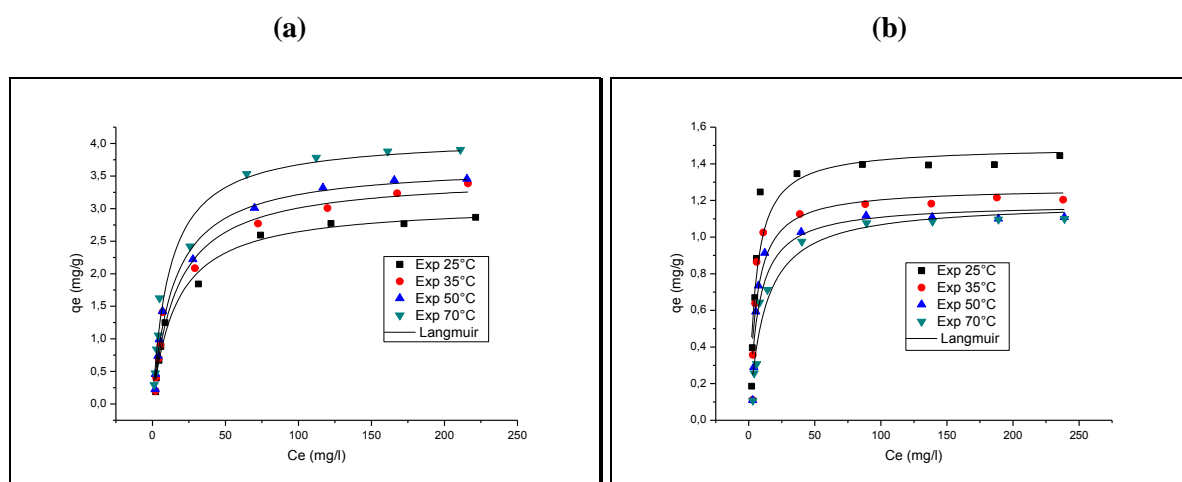 (a)
(b)
4,0
3,5
3,0
2,5
2,0
1,5
1,0
0,5
0,0
qe (mg/g)
Exp 25°C
Exp 35°C
Exp 50°C
Exp 70°C
Langmuir
0 50 100 150 200 250
Ce (mg/l)
1,6
1,4
1,2
1,0
0,8
0,6
0,4
0,2
0,0
qe (mg/g)
Exp 25°C
Exp 35°C
Exp 50°C
Exp 70°C
Langmuir
0 50 100 150 200 250
Ce (mg/l)